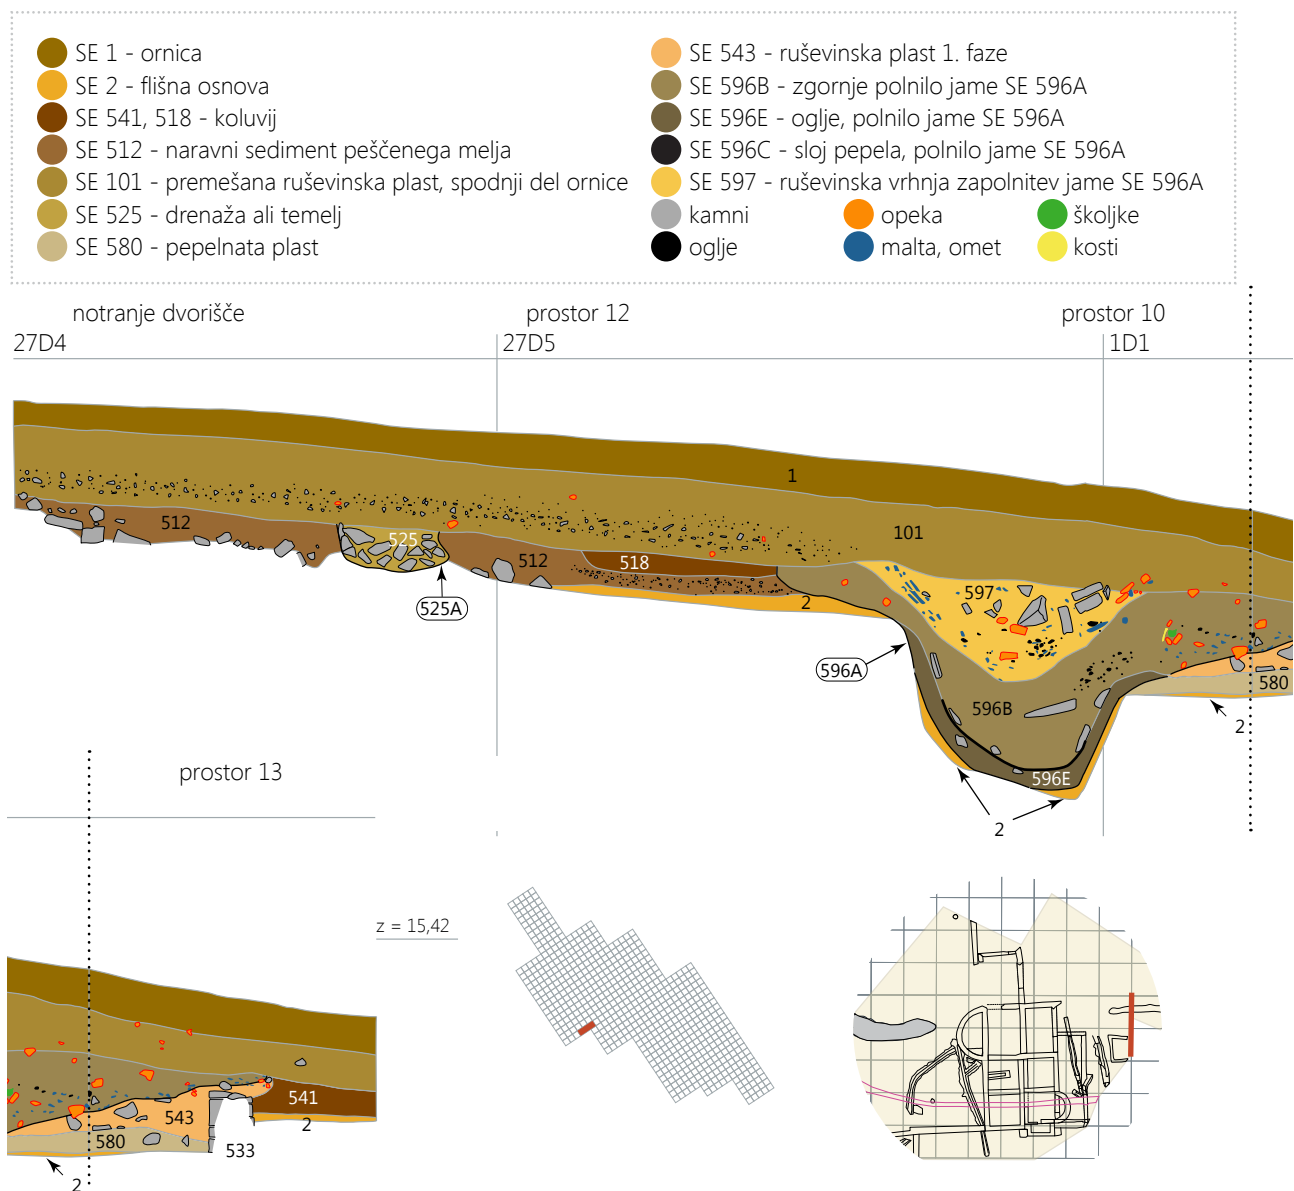 SE 1 - ornica
SE 2 - flišna osnova
SE 541, 518 - koluvij
SE 512 - naravni sediment peščenega melja
SE 101 - premešana ruševinska plast, spodnji del ornice
SE 525 - drenaža ali temelj
SE 580 - pepelnata plast
SE 543 - ruševinska plast 1. faze
SE 596B - zgornje polnilo jame SE 596A
SE 596E - oglje, polnilo jame SE 596A
SE 596C - sloj pepela, polnilo jame SE 596A
SE 597 - ruševinska vrhnja zapolnitev jame SE 596A
kamni opeka školjke
oglje malta, omet kosti
notranje dvorišče prostor 12 prostor 10
27D4 27D5 1D1
1
512 525 101
512 518
597
525A 2
596A
580
596B
2
596E
2
prostor 13
z = 15,42
541
543
2
580 533
2